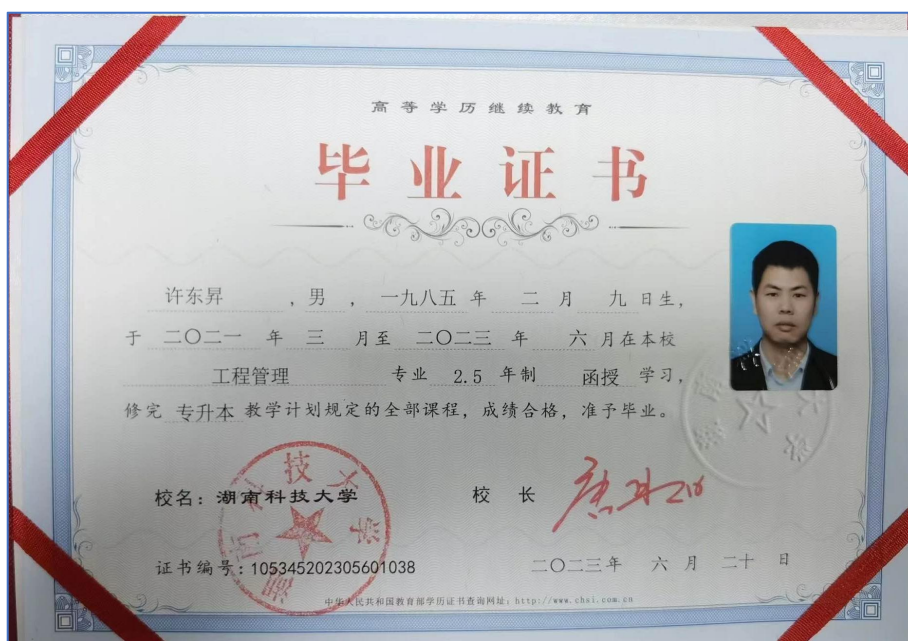 高等学历继续教育
毕业证书
许东昇 ，男 ，一九八五 年 二 月 九 日生，
于 二〇二一 年 三 月至 二〇二三 年 六 月在本校
工程管理 专业 2.5 年制 函授 学习，
修完 专升本 教学计划规定的全部课程，成绩合格，准予毕业。
校名：湖南科技大学 校 长
湖南科技大学
证书编号：105345202305601038 二〇二三年 六 月 二十 日
中华人民共和国教育部学历证书查询网址：http://www.chsi.com.cn